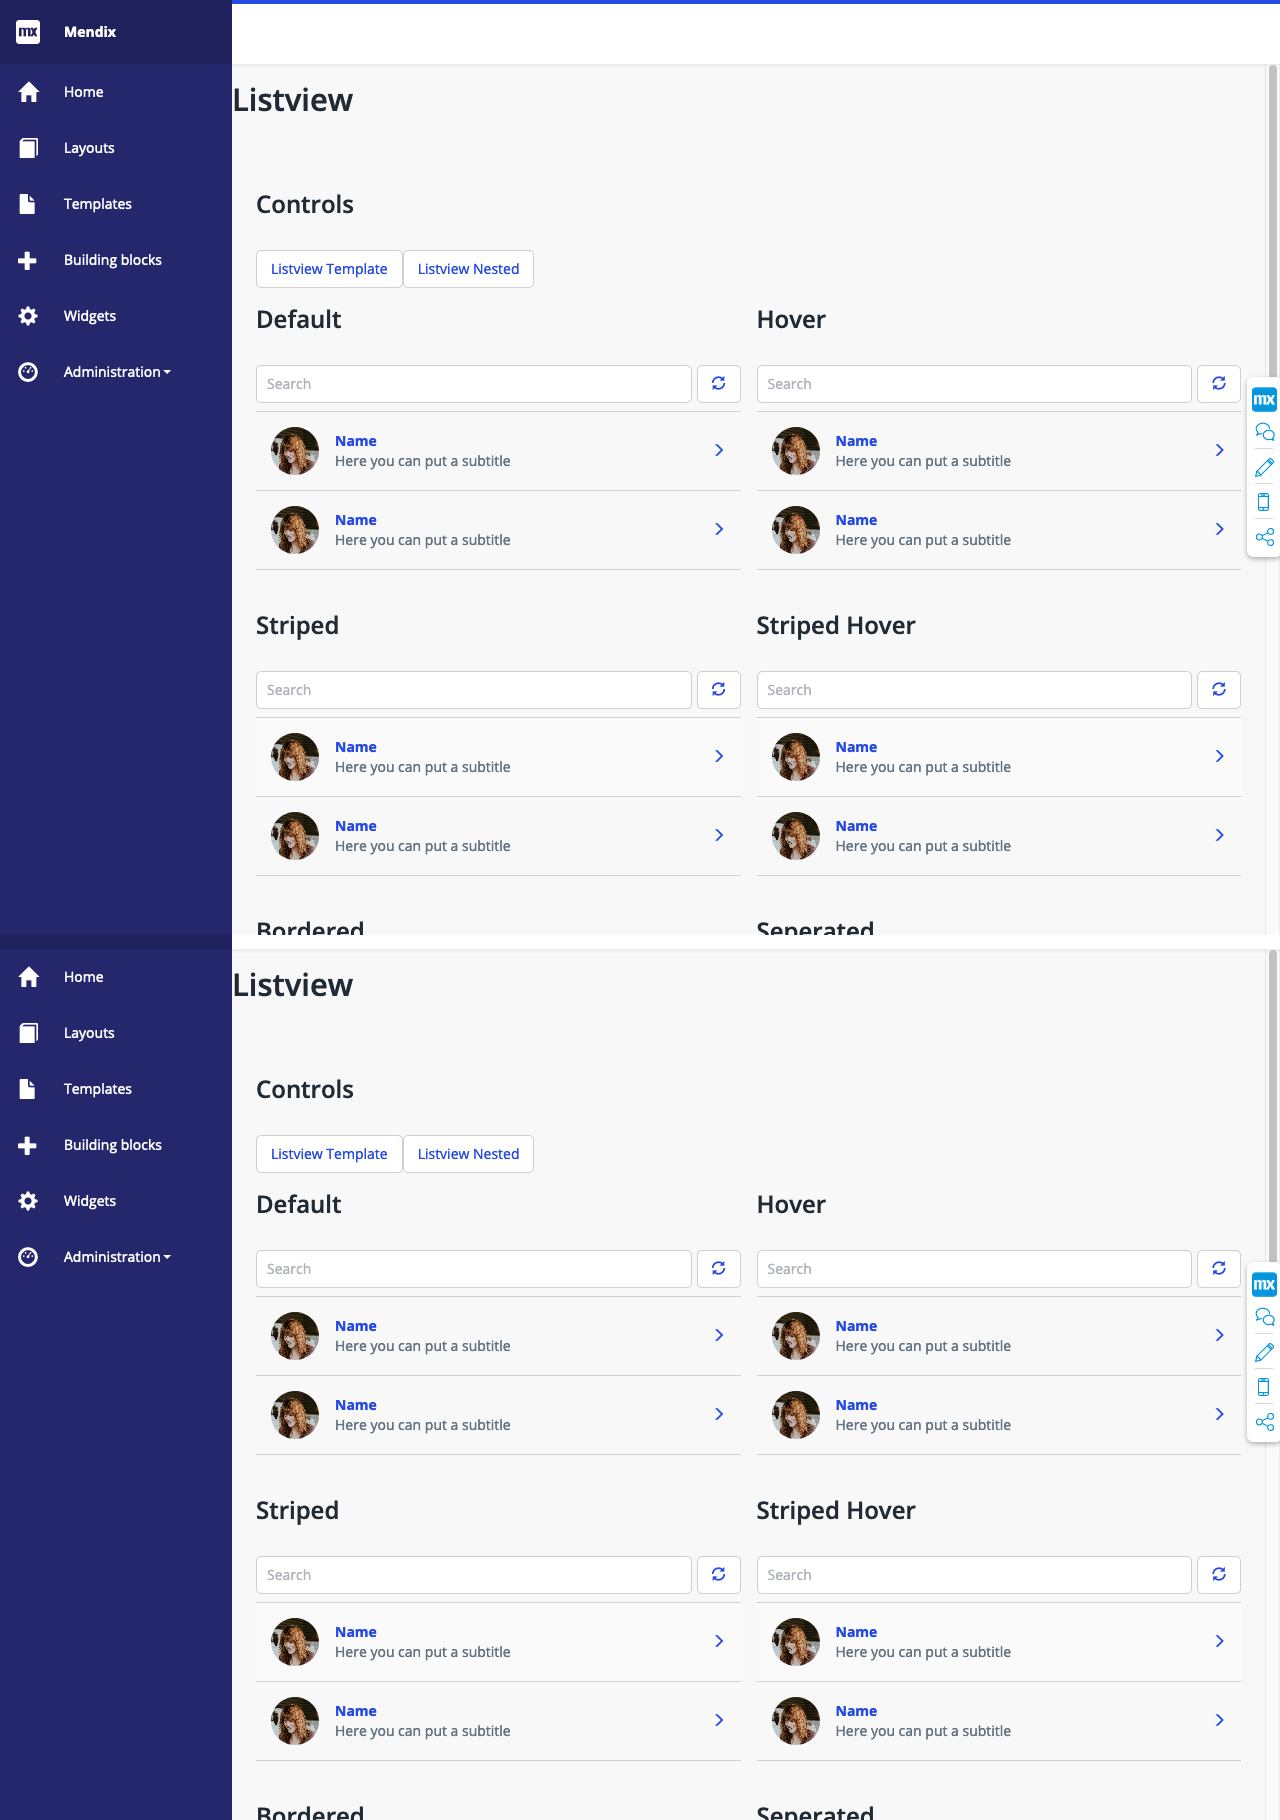 mx Mendix
Home
Layouts
Templates
Building blocks
Widgets
Administration
Listview
Controls
Listview Template Listview Nested
Default Hover
Search Search
Name Name
Here you can put a subtitle Here you can put a subtitle
Name Name
Here you can put a subtitle Here you can put a subtitle
mx
Striped Striped Hover
Search Search
Name Name
Here you can put a subtitle Here you can put a subtitle
Name Name
Here you can put a subtitle Here you can put a subtitle
Bordered Seperated
Home
Layouts
Templates
Building blocks
Widgets
Administration
Listview
Controls
Listview Template Listview Nested
Default Hover
Search Search
Name Name
Here you can put a subtitle Here you can put a subtitle
Name Name
Here you can put a subtitle Here you can put a subtitle
mx
Striped Striped Hover
Search Search
Name Name
Here you can put a subtitle Here you can put a subtitle
Name Name
Here you can put a subtitle Here you can put a subtitle
Bordered Seperated